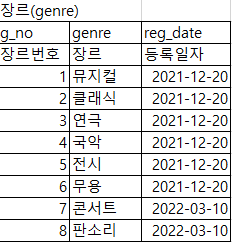 장르(genre)
g_no genre reg_date
장르번호 장르 등록일자
1 뮤지컬 2021-12-20
2 클래식 2021-12-20
3 연극 2021-12-20
4 국악 2021-12-20
5 전시 2021-12-20
6 무용 2021-12-20
7 콘서트 2022-03-10
8 판소리 2022-03-10